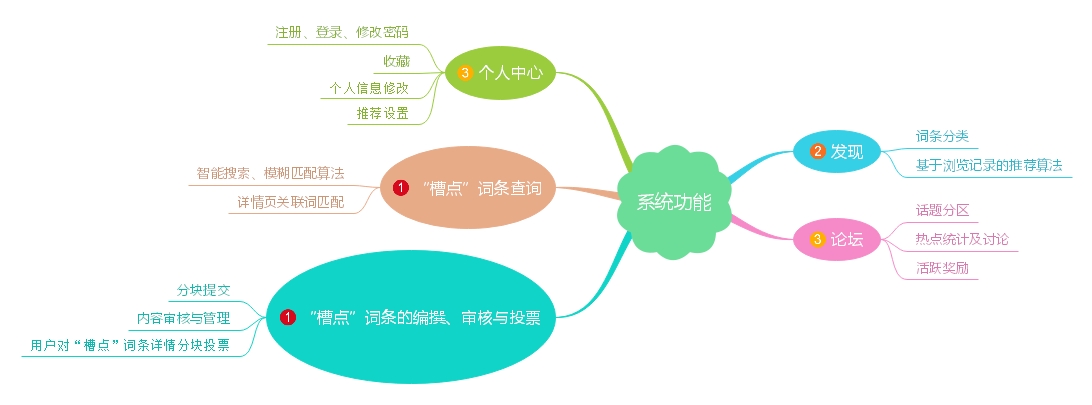 注册、登录、修改密码
收藏
个人信息修改
推荐设置
3 个人中心
智能搜索、模糊匹配算法
详情页关联词匹配
1 “槽点”词条查询
分块提交
内容审核与管理
用户对“槽点”词条详情分块投票
1 “槽点”词条的编撰、审核与投票
系统功能
2 发现
词条分类
基于浏览记录的推荐算法
3 论坛
话题分区
热点统计及讨论
活跃奖励